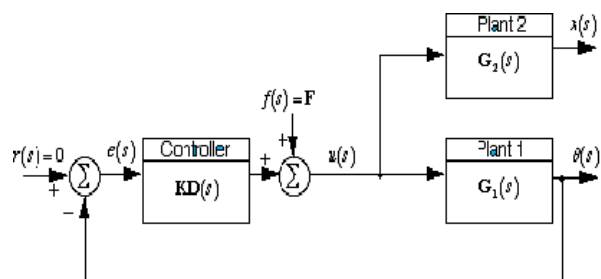 Plant 2
x(s)
G₂(s)
f(s)=F
+
r(s)=0
e(s)
Controller
+
u(s)
Plant 1
θ(s)
Σ
Σ
+
KD(s)
G₁(s)
−